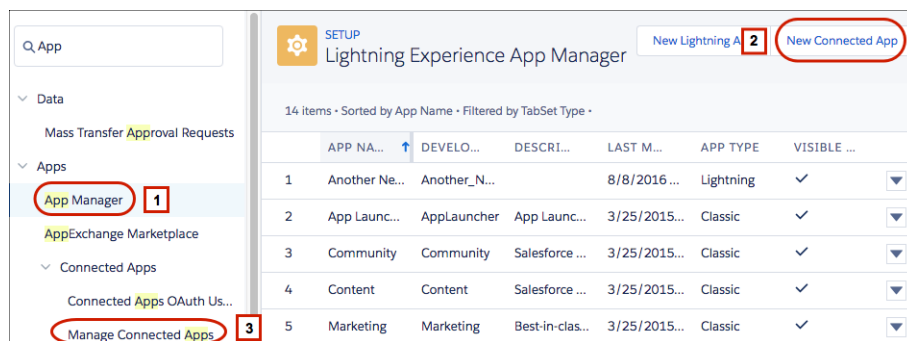 App
Data
Mass Transfer Approval Requests
Apps
App Manager 1
AppExchange Marketplace
Connected Apps
Connected Apps OAuth Us...
Manage Connected Apps 3
SETUP
Lightning Experience App Manager
New Lightning A 2 New Connected App
14 items • Sorted by App Name • Filtered by TabSet Type •
APP NA... DEVELO... DESCRI... LAST M... APP TYPE VISIBLE ...
1 Another Ne... Another_N... 8/8/2016 ... Lightning
2 App Launc... AppLauncher App Launc... 3/25/2015... Classic
3 Community Community Salesforce ... 3/25/2015... Classic
4 Content Content Salesforce ... 3/25/2015... Classic
5 Marketing Marketing Best-in-clas... 3/25/2015... Classic